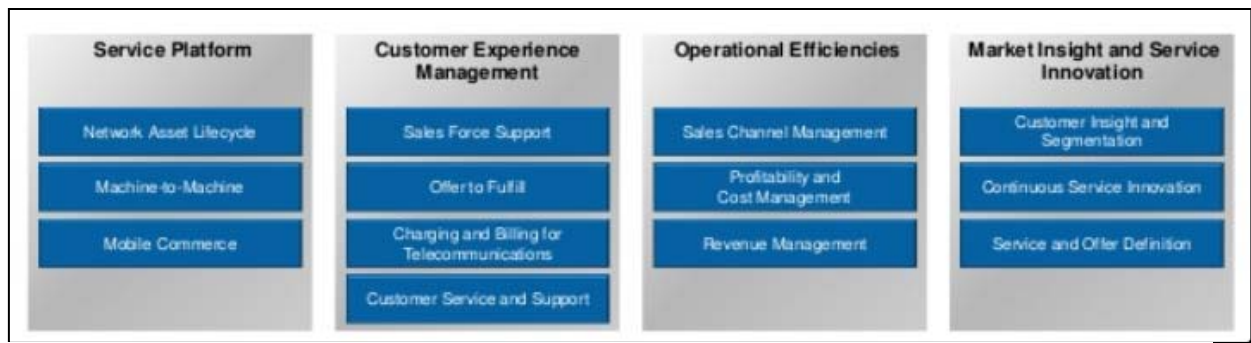 Service Platform
Network Asset Lifecycle
Machine-to-Machine
Mobile Commerce
Customer Experience
Management
Sales Force Support
Offer to Fulfill
Charging and Billing for
Telecommunications
Customer Service and Support
Operational Efficiencies
Sales Channel Management
Profitability and
Cost Management
Revenue Management
Market Insight and Service
Innovation
Customer Insight and
Segmentation
Continuous Service Innovation
Service and Offer Definition